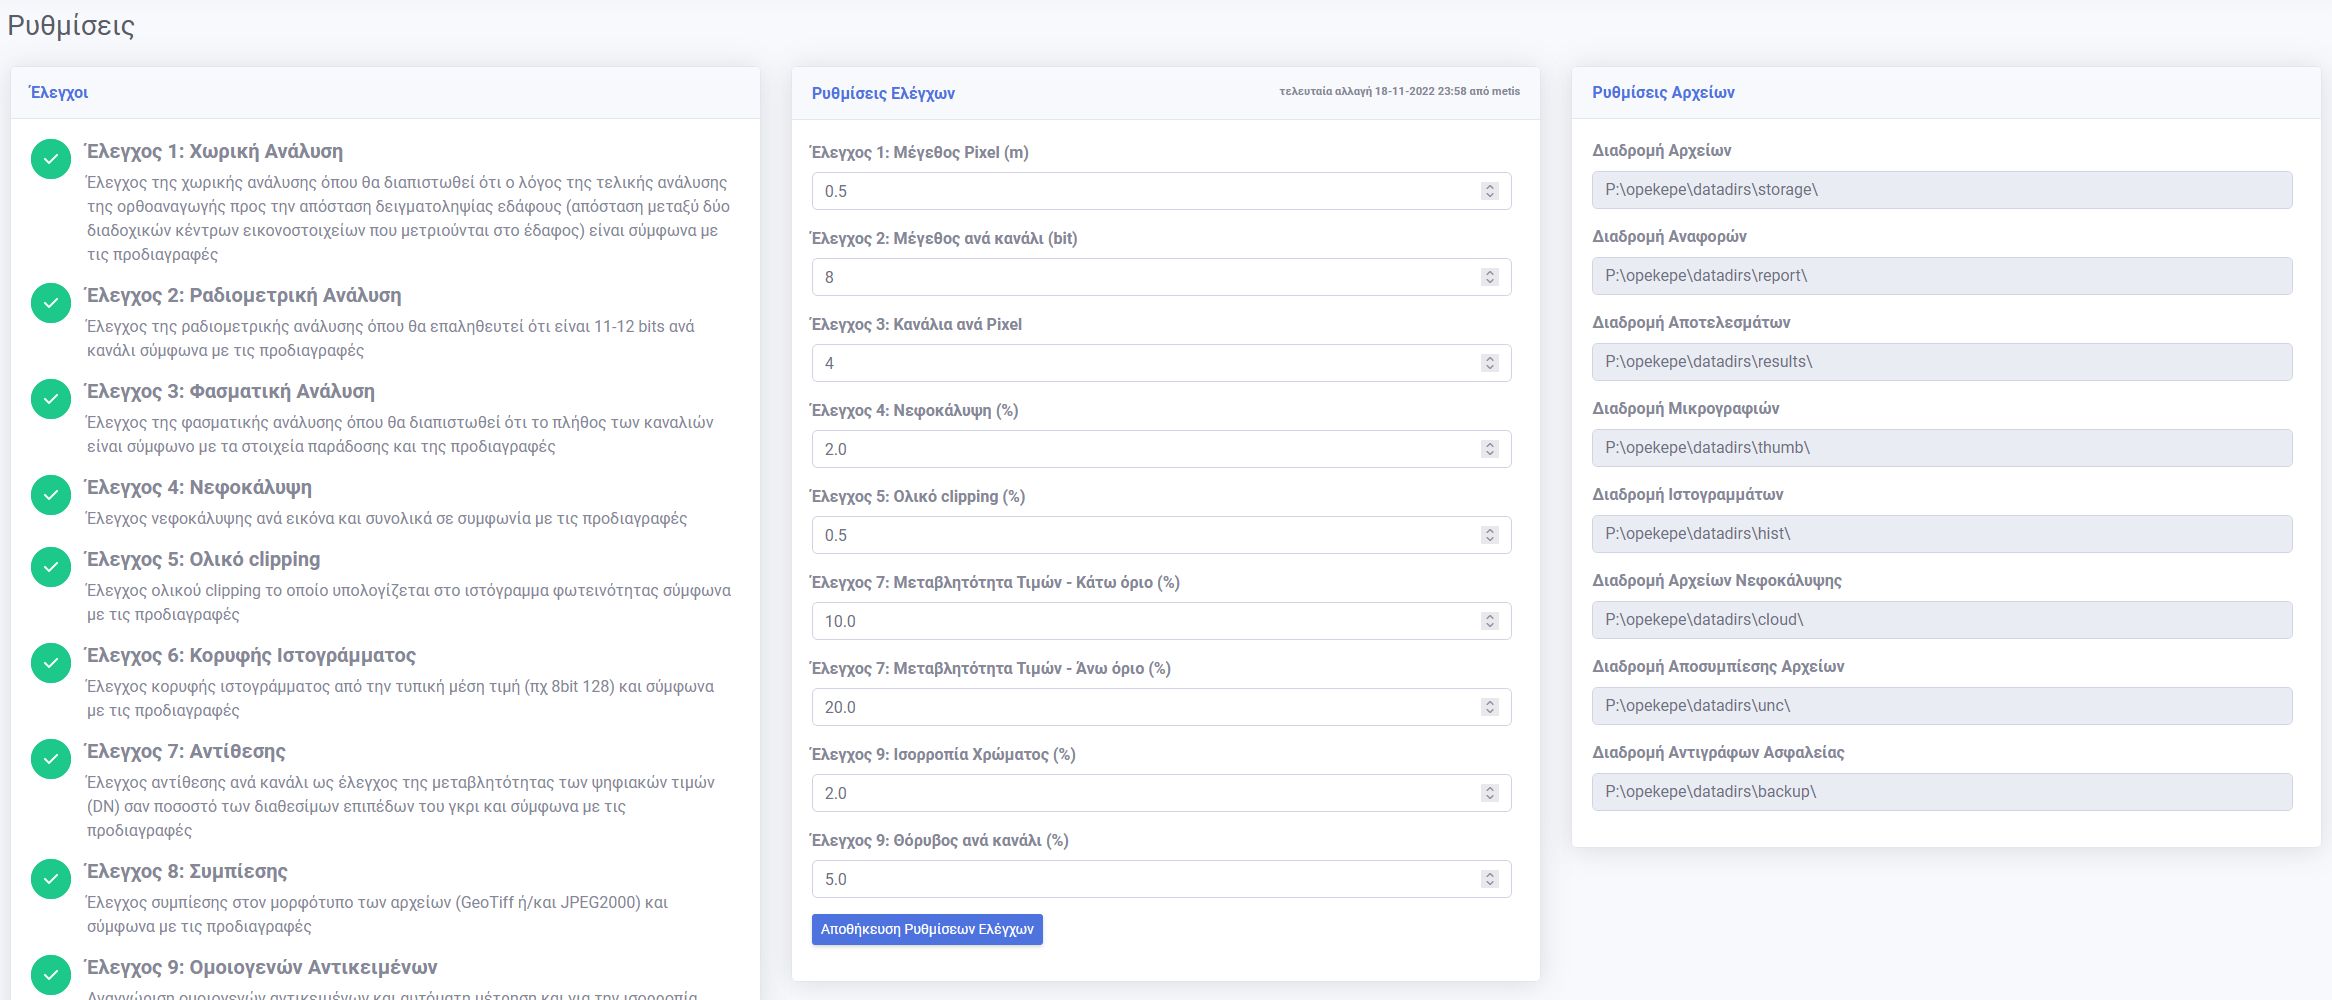 Ρυθμίσεις
Έλεγχοι
Έλεγχος 1: Χωρική Ανάλυση
Έλεγχος της χωρικής ανάλυσης όπου θα διαπιστωθεί ότι ο λόγος της τελικής ανάλυσης
της ορθοαναγωγής προς την απόσταση δειγματοληψίας εδάφους (απόσταση μεταξύ δύο
διαδοχικών κέντρων εικονοστοιχείων που μετριούνται στο έδαφος) είναι σύμφωνα με
τις προδιαγραφές
Έλεγχος 2: Ραδιομετρική Ανάλυση
Έλεγχος της ραδιομετρικής ανάλυσης όπου θα επαληθευτεί ότι είναι 11-12 bits ανά
κανάλι σύμφωνα με τις προδιαγραφές
Έλεγχος 3: Φασματική Ανάλυση
Έλεγχος της φασματικής ανάλυσης όπου θα διαπιστωθεί ότι το πλήθος των καναλιών
είναι σύμφωνο με τα στοιχεία παράδοσης και της προδιαγραφές
Έλεγχος 4: Νεφοκάλυψη
Έλεγχος νεφοκάλυψης ανά εικόνα και συνολικά σε συμφωνία με τις προδιαγραφές
Έλεγχος 5: Ολικό clipping
Έλεγχος ολικού clipping το οποίο υπολογίζεται στο ιστόγραμμα φωτεινότητας σύμφωνα
με τις προδιαγραφές
Έλεγχος 6: Κορυφής Ιστογράμματος
Έλεγχος κορυφής ιστογράμματος από την τυπική μέση τιμή (πχ 8bit 128) και σύμφωνα
με τις προδιαγραφές
Έλεγχος 7: Αντίθεσης
Έλεγχος αντίθεσης ανά κανάλι ως έλεγχος της μεταβλητότητας των ψηφιακών τιμών
(DN) σαν ποσοστό των διαθεσίμων επιπέδων του γκρι και σύμφωνα με τις
προδιαγραφές
Έλεγχος 8: Συμπίεσης
Έλεγχος συμπίεσης στον μορφότυπο των αρχείων (GeoTiff ή/και JPEG2000) και
σύμφωνα με τις προδιαγραφές
Έλεγχος 9: Ομοιογενών Αντικειμένων
Αναγνώριση ομοιογενών αντικειμένων και αυτόματη μέτρηση και για την ισορροπία
Ρυθμίσεις Ελέγχων
τελευταία αλλαγή 18-11-2022 23:58 από metis
Έλεγχος 1: Μέγεθος Pixel (m)
0.5
Έλεγχος 2: Μέγεθος ανά κανάλι (bit)
8
Έλεγχος 3: Κανάλια ανά Pixel
4
Έλεγχος 4: Νεφοκάλυψη (%)
2.0
Έλεγχος 5: Ολικό clipping (%)
0.5
Έλεγχος 7: Μεταβλητότητα Τιμών - Κάτω όριο (%)
10.0
Έλεγχος 7: Μεταβλητότητα Τιμών - Άνω όριο (%)
20.0
Έλεγχος 9: Ισορροπία Χρώματος (%)
2.0
Έλεγχος 9: Θόρυβος ανά κανάλι (%)
5.0
Αποθήκευση Ρυθμίσεων Ελέγχων
Ρυθμίσεις Αρχείων
Διαδρομή Αρχείων
P:\opekepe\datadirs\storage\
Διαδρομή Αναφορών
P:\opekepe\datadirs\report\
Διαδρομή Αποτελεσμάτων
P:\opekepe\datadirs\results\
Διαδρομή Μικρογραφιών
P:\opekepe\datadirs\thumb\
Διαδρομή Ιστογραμμάτων
P:\opekepe\datadirs\hist\
Διαδρομή Αρχείων Νεφοκάλυψης
P:\opekepe\datadirs\cloud\
Διαδρομή Αποσυμπίεσης Αρχείων
P:\opekepe\datadirs\unc\
Διαδρομή Αντιγράφων Ασφαλείας
P:\opekepe\datadirs\backup\